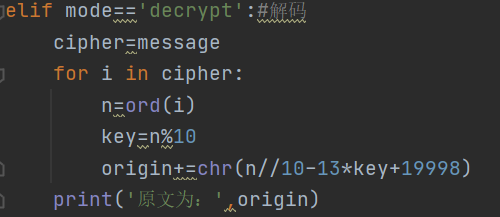 elif mode=='decrypt':#解码
cipher=message
for i in cipher:
n=ord(i)
key=n%10
origin+=chr(n//10-13*key+19998)
print('原文为：',origin)